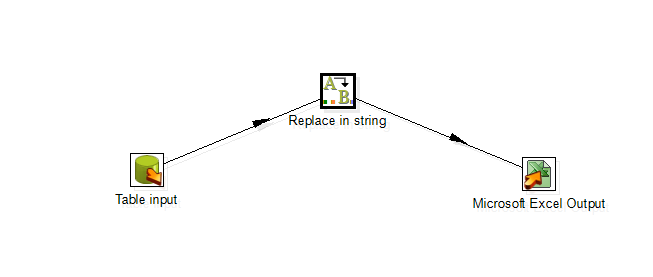 A
B
Replace in string
Table input
Microsoft Excel Output